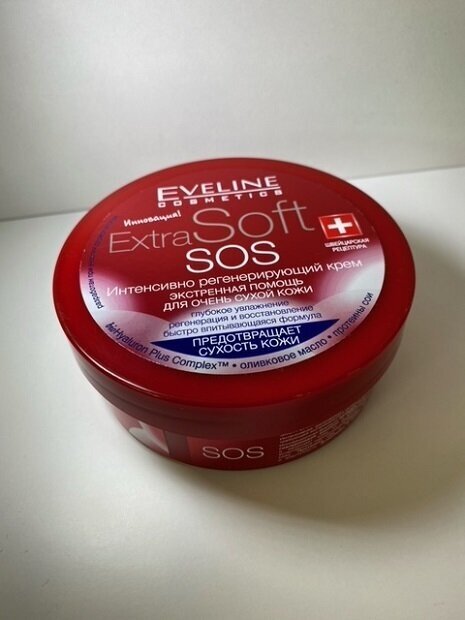 EVELINE
COSMETICS
Инновация!
Extra Soft
SOS
ШВЕЙЦАРСКАЯ
РЕЦЕПТУРА
Интенсивно регенерирующий крем
ЭКСТРЕННАЯ ПОМОЩЬ
ДЛЯ ОЧЕНЬ СУХОЙ КОЖИ
глубокое увлажнение
регенерация и восстановление
быстро впитывающаяся формула
ПРЕДОТВРАЩАЕТ
СУХОСТЬ КОЖИ
bioHyaluron Plus Complex™ • оливковое масло • протеины сои
SOS